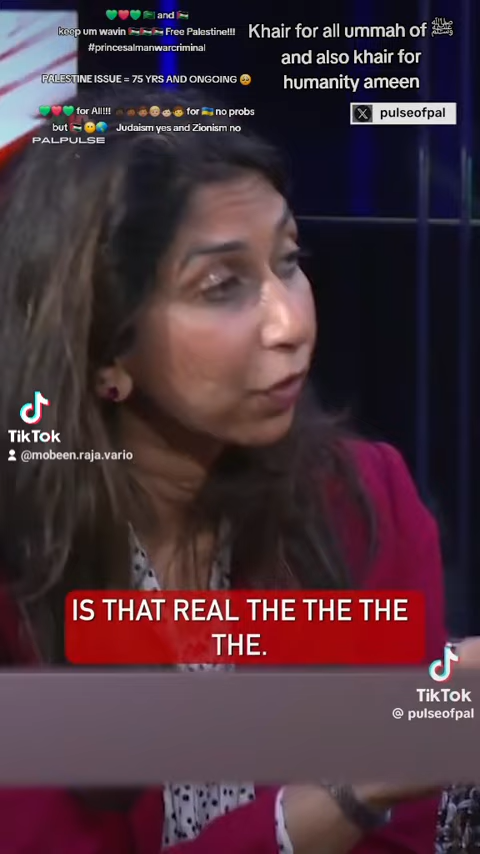 💚❤️💚 🇸🇦 and 🇵🇸
keep um wavin 🇵🇸🇵🇸🇵🇸 Free Palestine!!!
#princesalmanwarcriminal
PALESTINE ISSUE = 75 YRS AND ONGOING 🥺
💚❤️💚 for All!!! for 🇺🇦 no probs
but 🇵🇸 😶 🌎 Judaism yes and Zionism no
PALPULSE
Khair for all ummah of ﷺ
and also khair for
humanity ameen
X pulseofpal
TikTok
@mobeen.raja.vario
IS THAT REAL THE THE THE
THE.
TikTok
@ pulseofpal